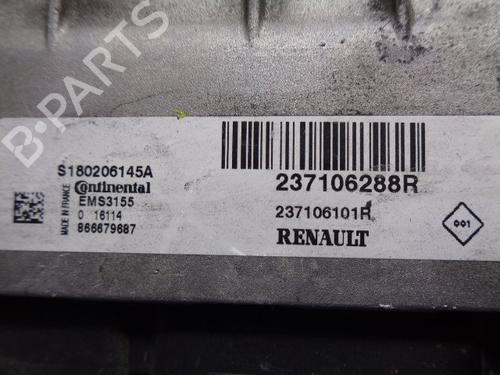 B-PARTS
S180206145A
Continental
EMS3155
0 16114
866679687
MADE IN FRANCE
237106288R
237106101R
RENAULT
001